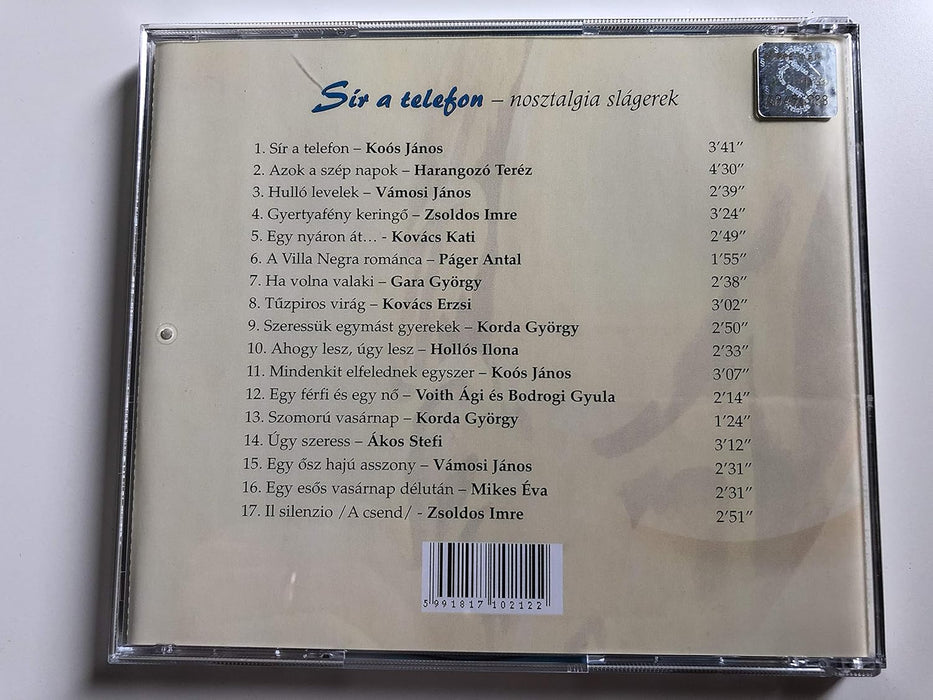 Sír a telefon – nosztalgia slágerek
1. Sír a telefon – Koós János 3’41”
2. Azok a szép napok – Harangozó Teréz 4’30”
3. Hulló levelek – Vámosi János 2’39”
4. Gyertyafény keringő – Zsoldos Imre 3’24”
5. Egy nyáron át… - Kovács Kati 2’49”
6. A Villa Negra románca – Páger Antal 1’55”
7. Ha volna valaki – Gara György 2’38”
8. Tűzpiros virág – Kovács Erzsi 3’02”
9. Szeressük egymást gyerekek – Korda György 2’50”
10. Ahogy lesz, úgy lesz – Hollós Ilona 2’33”
11. Mindenkit elfelednek egyszer – Koós János 3’07”
12. Egy férfi és egy nő – Voith Ági és Bodrogi Gyula 2’14”
13. Szomorú vasárnap – Korda György 1’24”
14. Úgy szeress – Ákos Stefi 3’12”
15. Egy ősz hajú asszony – Vámosi János 2’31”
16. Egy esős vasárnap délután – Mikes Éva 2’31”
17. Il silenzio /A csend/ - Zsoldos Imre 2’51”
5 991817 102122